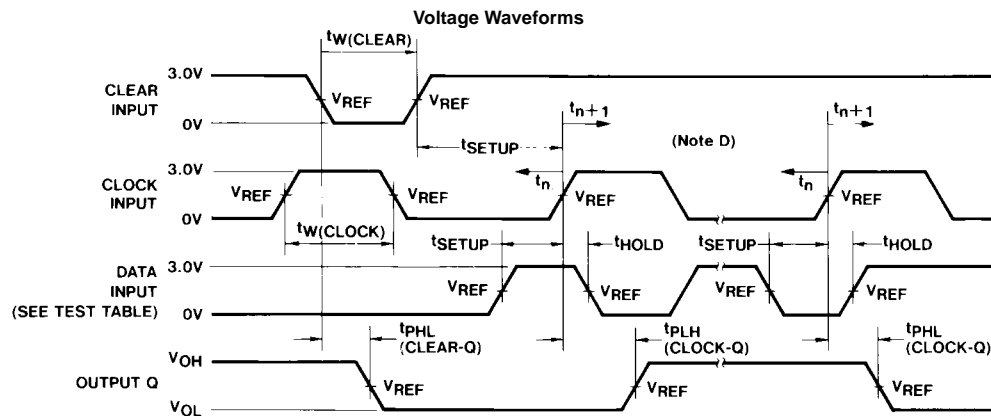 Voltage Waveforms
tW(CLEAR)
3.0V
CLEAR INPUT
VREF
VREF
0V
tn+1
tn+1
tSETUP
(Note D)
3.0V
CLOCK INPUT
tn
tn
VREF
VREF
VREF
VREF
0V
tW(CLOCK)
tSETUP
tHOLD
tSETUP
tHOLD
3.0V
DATA INPUT
(SEE TEST TABLE)
VREF
VREF
VREF
VREF
0V
tPHL
(CLEAR-Q)
tPLH
(CLOCK-Q)
tPHL
(CLOCK-Q)
VOH
OUTPUT Q
VREF
VREF
VREF
VOL